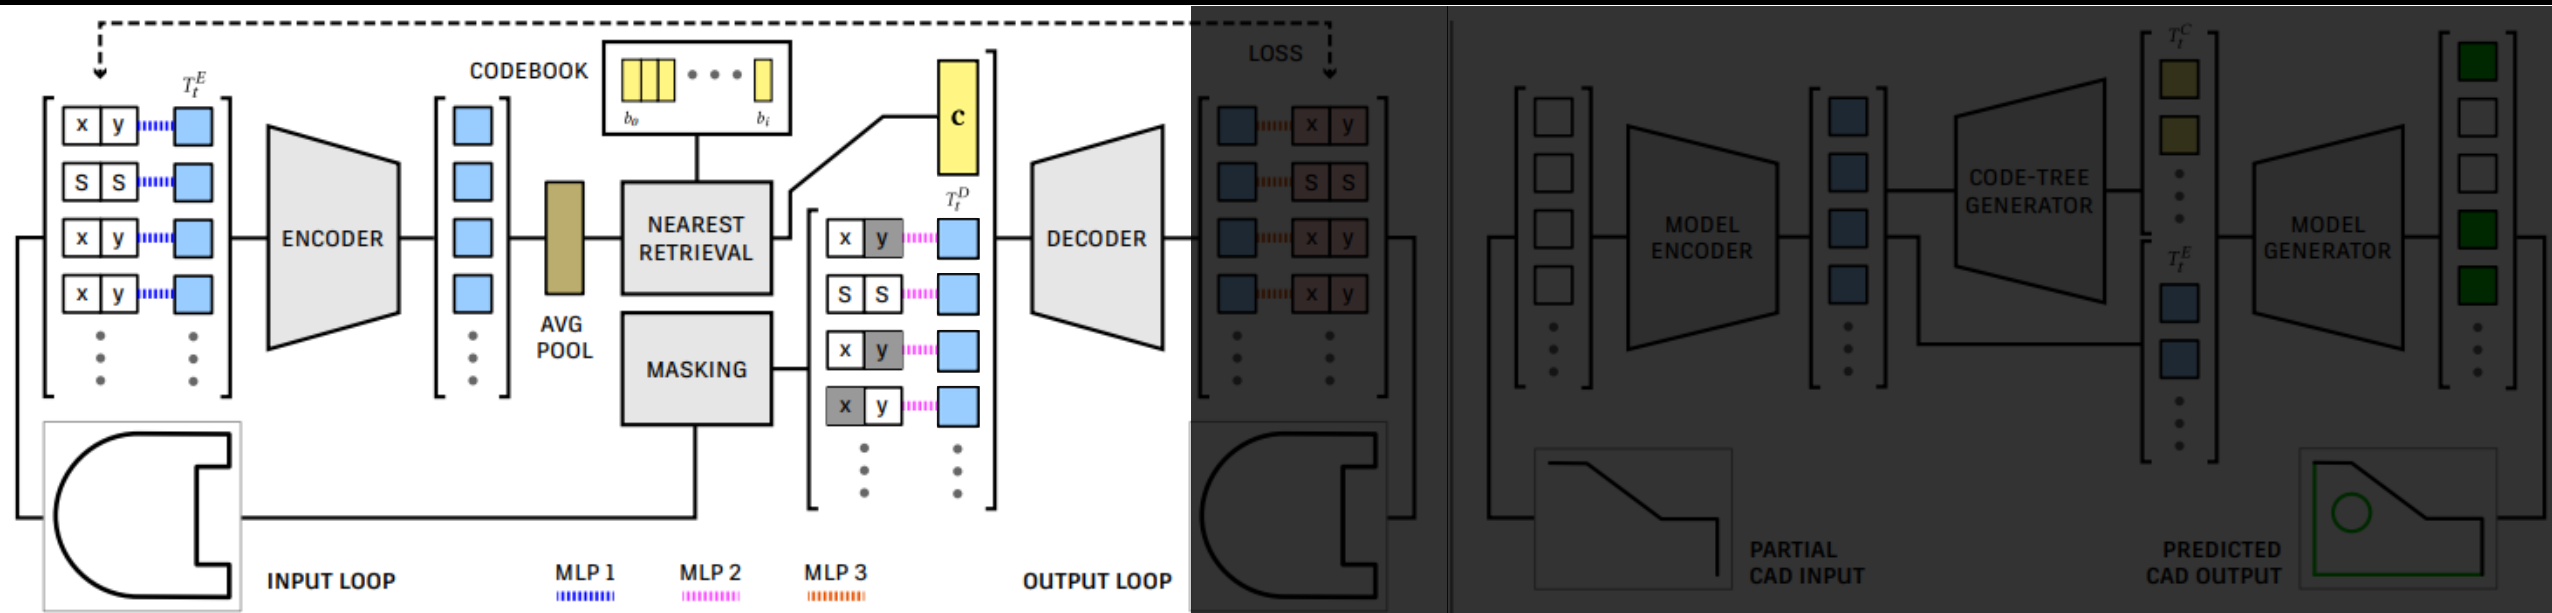 CODEBOOK
b₀ b_i
T_t^E
x y
S S
x y
x y
ENCODER
AVG
POOL
NEAREST
RETRIEVAL
MASKING
c
T_t^D
x y
S S
x y
x y
DECODER
INPUT LOOP
MLP 1
MLP 2
MLP 3
OUTPUT LOOP
LOSS
x y
S S
x y
x y
MODEL
ENCODER
CODE-TREE
GENERATOR
T_t^C
T_t^E
MODEL
GENERATOR
PARTIAL
CAD INPUT
PREDICTED
CAD OUTPUT